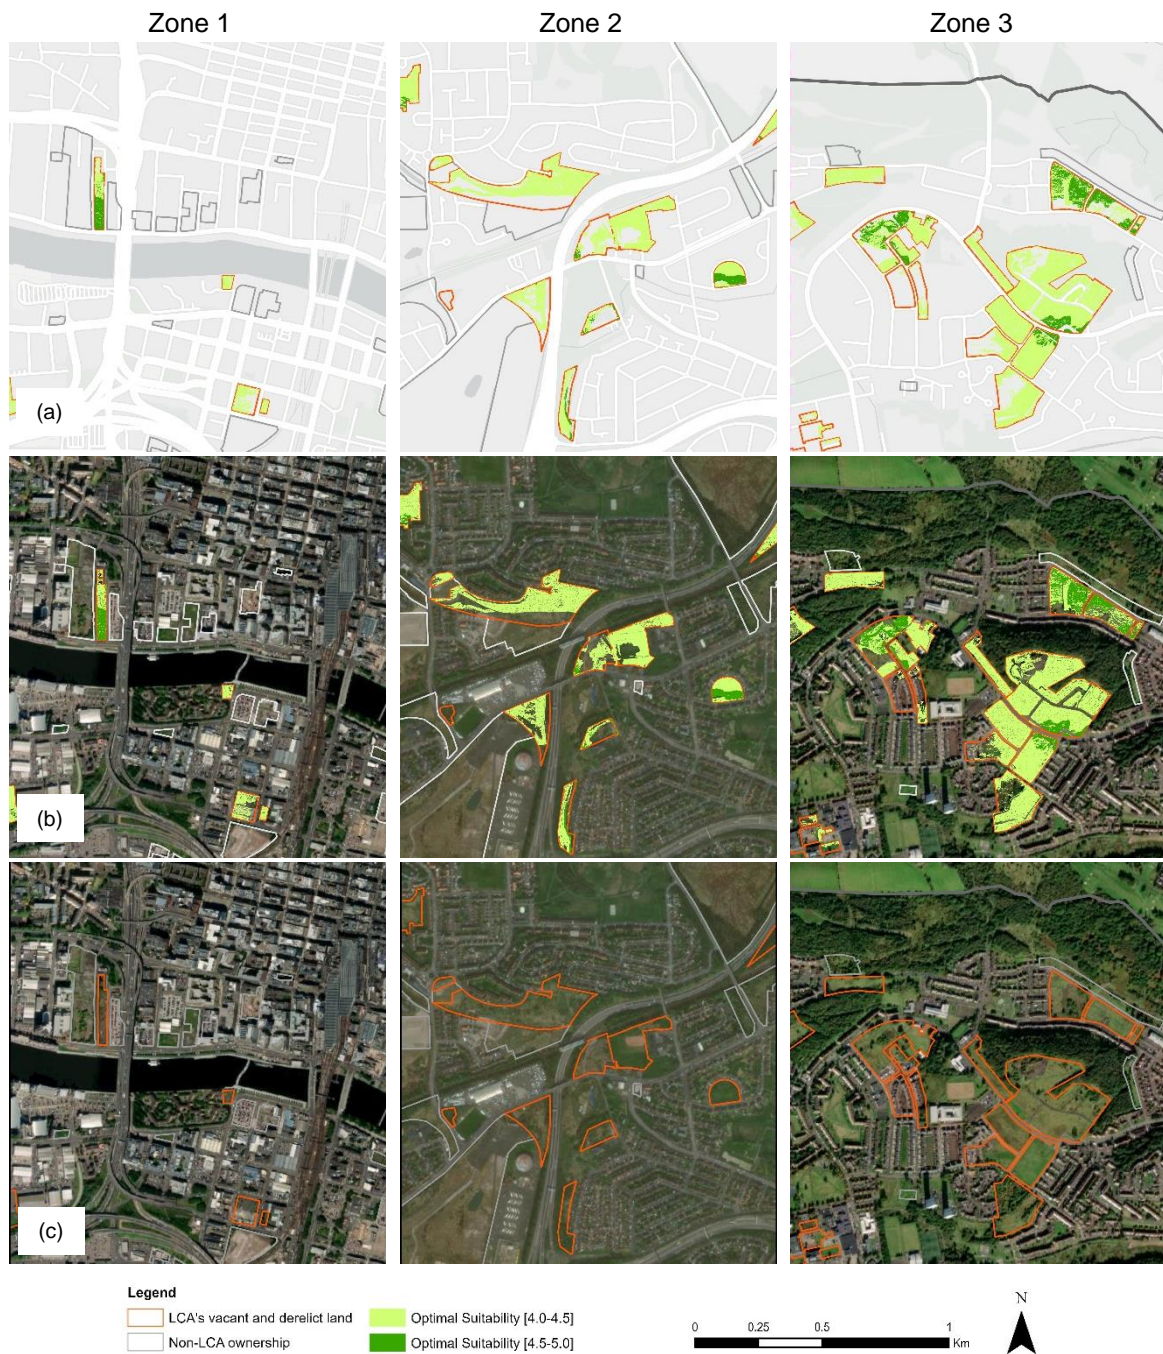 Zone 1 Zone 2 Zone 3
(a)
(b)
(c)
Legend
LCA's vacant and derelict land Optimal Suitability [4.0-4.5]
Non-LCA ownership Optimal Suitability [4.5-5.0]
N
0 0.25 0.5 1
Km